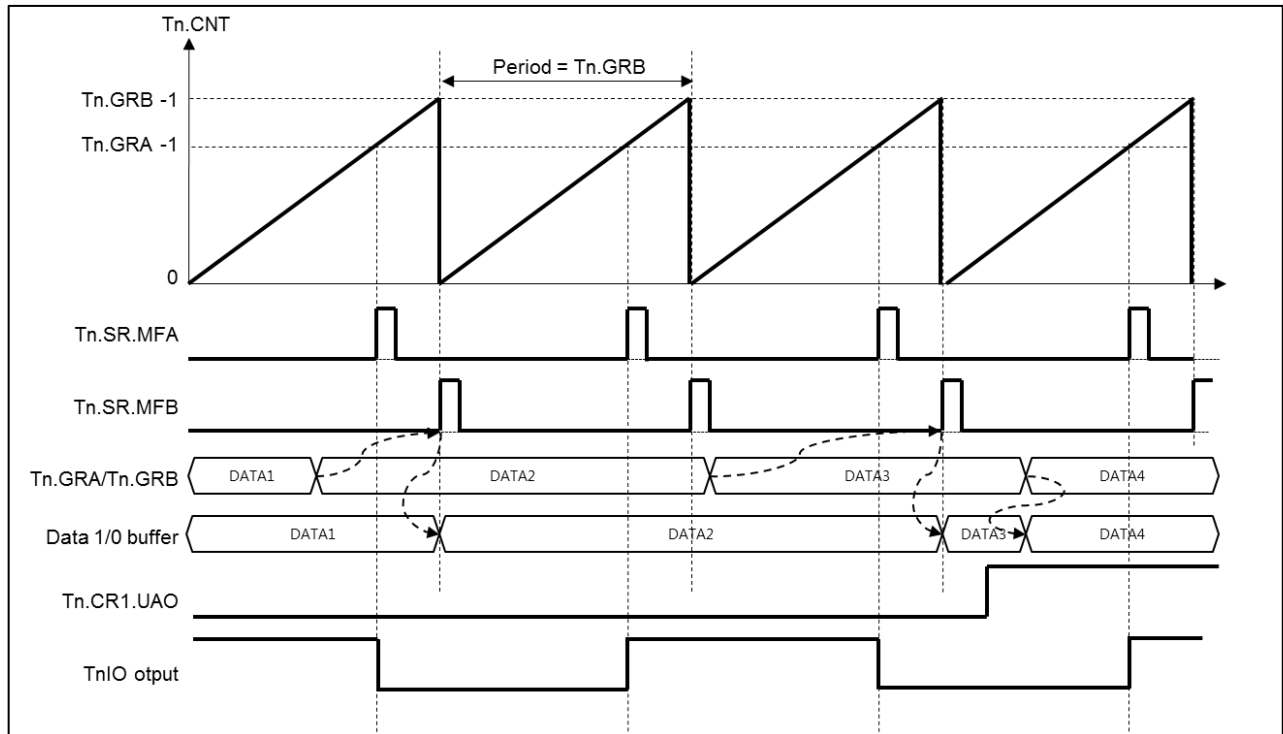 Tn.CNT
Period = Tn.GRB
Tn.GRB -1
Tn.GRA -1
0
Tn.SR.MFA
Tn.SR.MFB
Tn.GRA/Tn.GRB DATA1 DATA2 DATA3 DATA4
Data 1/0 buffer DATA1 DATA2 DATA3 DATA4
Tn.CR1.UAO
TnIO otput